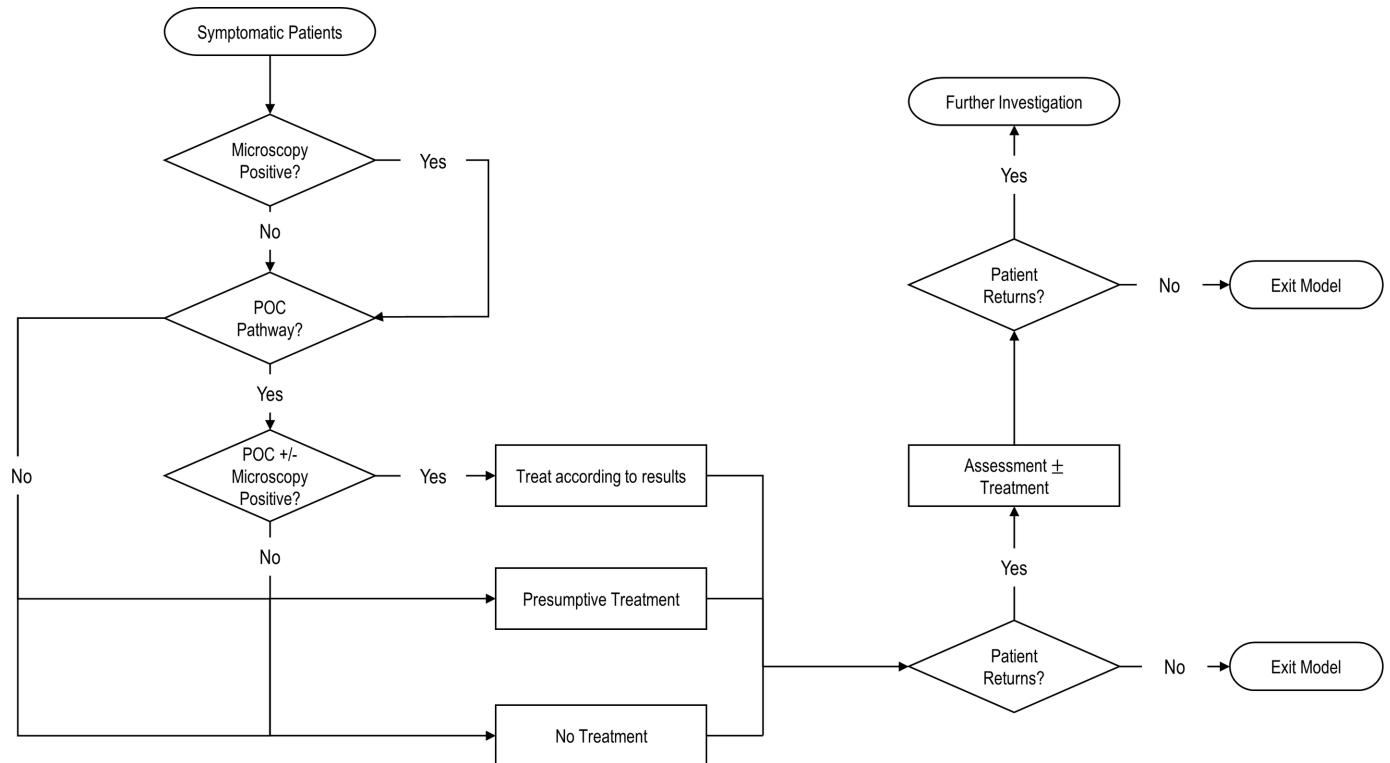 Symptomatic Patients
Microscopy
Positive?
Yes
No
POC
Pathway?
Yes
No
POC +/-
Microscopy
Positive?
Yes
No
Treat according to results
Presumptive Treatment
No Treatment
Further Investigation
Yes
Patient
Returns?
No
Exit Model
Assessment ±
Treatment
Yes
Patient
Returns?
No
Exit Model